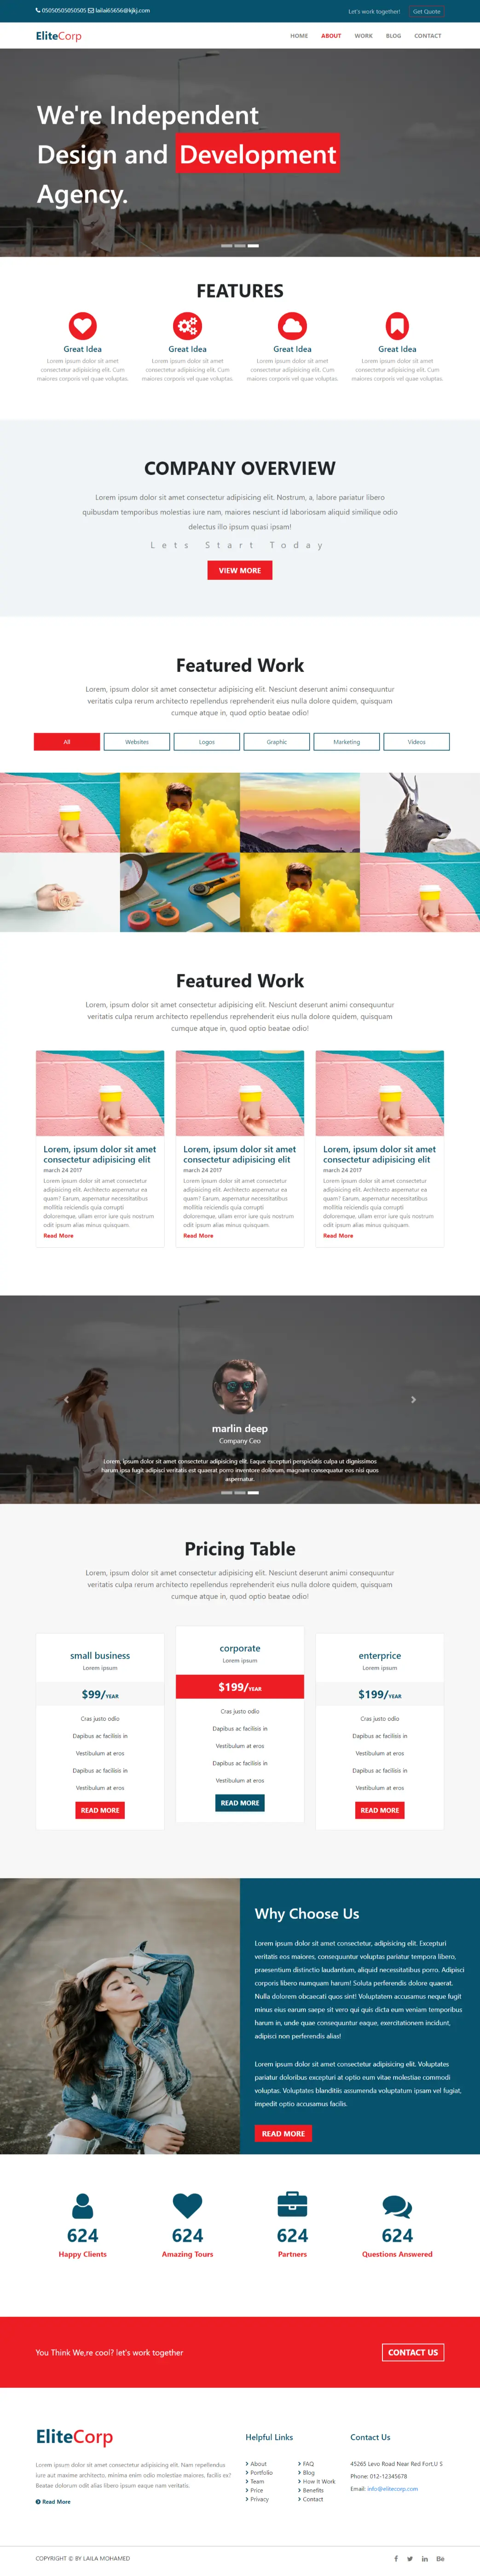 05050505050505 lailai65656@kjkj.com
Let's work together! Get Quote
EliteCorp
HOME ABOUT WORK BLOG CONTACT
We're Independent
Design and Development
Agency.
FEATURES
Great Idea
Lorem ipsum dolor sit amet
consectetur adipisicing elit. Cum
maiores corporis vel quae voluptas.
Great Idea
Lorem ipsum dolor sit amet
consectetur adipisicing elit. Cum
maiores corporis vel quae voluptas.
Great Idea
Lorem ipsum dolor sit amet
consectetur adipisicing elit. Cum
maiores corporis vel quae voluptas.
Great Idea
Lorem ipsum dolor sit amet
consectetur adipisicing elit. Cum
maiores corporis vel quae voluptas.
COMPANY OVERVIEW
Lorem ipsum dolor sit amet consectetur adipisicing elit. Nostrum, a, labore pariatur libero
quibusdam temporibus molestias iure nam, maiores nesciunt id laboriosam aliquid similique odio
delectus illo ipsum quasi ipsam!
Lets Start Today
VIEW MORE
Featured Work
Lorem, ipsum dolor sit amet consectetur adipisicing elit. Nesciunt deserunt animi consequuntur
veritatis culpa rerum architecto repellendus reprehenderit eius nulla dolore quidem, quisquam
cumque atque in, quod optio beatae odio!
All Websites Logos Graphic Marketing Videos
Featured Work
Lorem, ipsum dolor sit amet consectetur adipisicing elit. Nesciunt deserunt animi consequuntur
veritatis culpa rerum architecto repellendus reprehenderit eius nulla dolore quidem, quisquam
cumque atque in, quod optio beatae odio!
Lorem, ipsum dolor sit amet
consectetur adipisicing elit
march 24 2017
Lorem ipsum dolor sit amet consectetur
adipisicing elit. Architecto aspernatur ea
quam? Earum, aspernatur necessitatibus
mollitia reiciendis quia corrupti
doloremque, ullam error iure quis nostrum
odit ipsum alias minus quisquam.
Read More
Lorem, ipsum dolor sit amet
consectetur adipisicing elit
march 24 2017
Lorem ipsum dolor sit amet consectetur
adipisicing elit. Architecto aspernatur ea
quam? Earum, aspernatur necessitatibus
mollitia reiciendis quia corrupti
doloremque, ullam error iure quis nostrum
odit ipsum alias minus quisquam.
Read More
Lorem, ipsum dolor sit amet
consectetur adipisicing elit
march 24 2017
Lorem ipsum dolor sit amet consectetur
adipisicing elit. Architecto aspernatur ea
quam? Earum, aspernatur necessitatibus
mollitia reiciendis quia corrupti
doloremque, ullam error iure quis nostrum
odit ipsum alias minus quisquam.
Read More
marlin deep
Company Ceo
Lorem, ipsum dolor sit amet consectetur adipisicing elit. Eaque excepturi perspiciatis culpa ut dignissimos
harum ipsa fugit adipisci veritatis est quaerat porro inventore dolorum, magnam consequatur eos nisi quos
aspernatur.
Pricing Table
Lorem, ipsum dolor sit amet consectetur adipisicing elit. Nesciunt deserunt animi consequuntur
veritatis culpa rerum architecto repellendus reprehenderit eius nulla dolore quidem, quisquam
cumque atque in, quod optio beatae odio!
small business
Lorem ipsum
$99/YEAR
Cras justo odio
Dapibus ac facilisis in
Vestibulum at eros
Dapibus ac facilisis in
Vestibulum at eros
READ MORE
corporate
Lorem ipsum
$199/YEAR
Cras justo odio
Dapibus ac facilisis in
Vestibulum at eros
Dapibus ac facilisis in
Vestibulum at eros
READ MORE
enterprice
Lorem ipsum
$199/YEAR
Cras justo odio
Dapibus ac facilisis in
Vestibulum at eros
Dapibus ac facilisis in
Vestibulum at eros
READ MORE
Why Choose Us
Lorem ipsum dolor sit amet consectetur, adipisicing elit. Excepturi
veritatis eos maiores, consequuntur voluptas pariatur tempora libero,
praesentium distinctio laudantium, aliquid necessitatibus porro. Adipisci
corporis libero numquam harum! Soluta perferendis dolore quaerat.
Nulla dolorem obcaecati quos sint! Voluptatem accusamus neque fugit
minus eius earum saepe sit vero qui quis dicta eum veniam temporibus
harum in, unde quae consequuntur eaque, exercitationem incidunt,
adipisci non perferendis alias!
Lorem ipsum dolor sit amet consectetur adipisicing elit. Voluptates
pariatur doloribus excepturi at optio eum vitae molestiae commodi
voluptas. Voluptates blanditiis assumenda voluptatum ipsam vel fugiat,
impedit optio accusamus facilis.
READ MORE
624
Happy Clients
624
Amazing Tours
624
Partners
624
Questions Answered
You Think We,re cool? let's work together
CONTACT US
EliteCorp
Lorem ipsum dolor sit amet consectetur adipisicing elit. Nam repellendus
iure aut maxime architecto, minima enim odio molestiae maiores, facilis ex?
Beatae dolorum odit alias libero ipsum eaque nam veritatis.
Read More
Helpful Links
About
Portfolio
Team
Price
Privacy
FAQ
Blog
How It Work
Benefits
Contact
Contact Us
45265 Levo Road Near Red Fort,U S
Phone: 012-12345678
Email: info@elitecorp.com
COPYRIGHT © BY LAILA MOHAMED